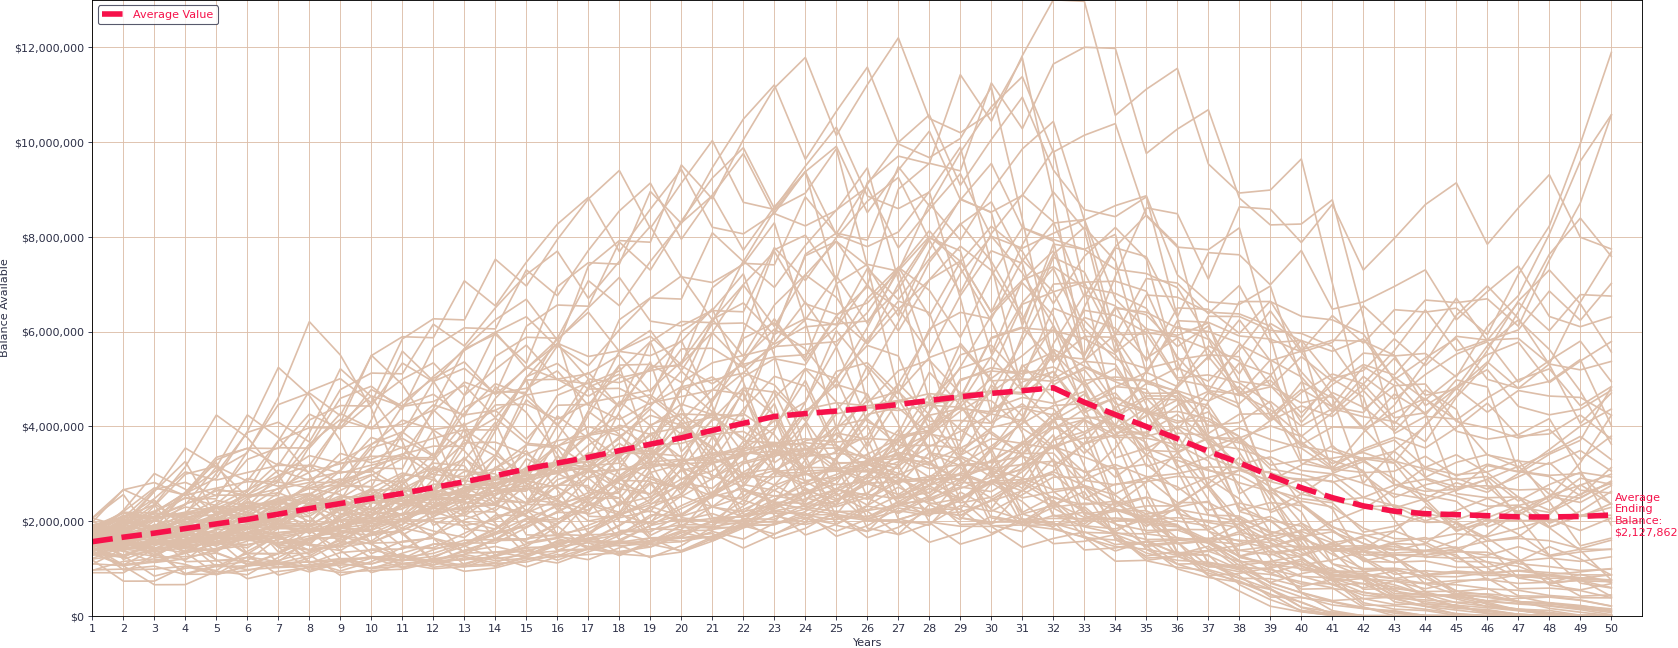 Average Value
$12,000,000
$10,000,000
$8,000,000
$6,000,000
$4,000,000
$2,000,000
$0
Balance Available
1 2 3 4 5 6 7 8 9 10 11 12 13 14 15 16 17 18 19 20 21 22 23 24 25 26 27 28 29 30 31 32 33 34 35 36 37 38 39 40 41 42 43 44 45 46 47 48 49 50
Years
Average
Ending
Balance:
$2,127,862